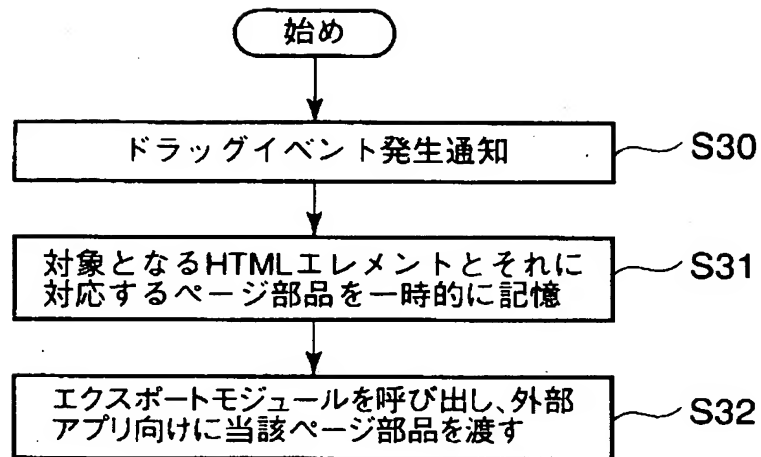 始め
ドラッグイベント発生通知
S30
対象となるHTMLエレメントとそれに
対応するページ部品を一時的に記憶
S31
エクスポートモジュールを呼び出し、外部
アプリ向けに当該ページ部品を渡す
S32